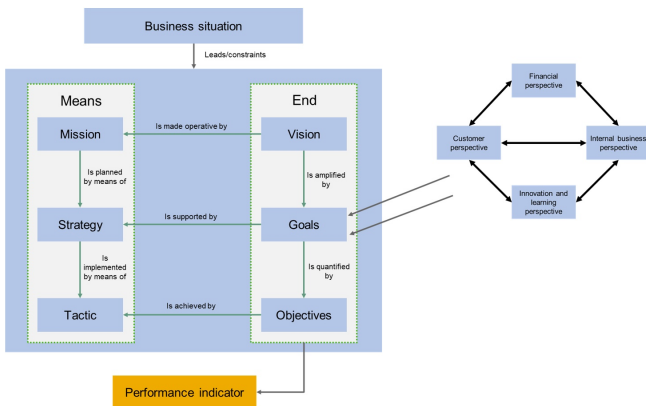 Business situation
Leads/constraints
Means
End
Mission
Is made operative by
Vision
Is planned
by means of
Is amplified
by
Strategy
Is supported by
Goals
Is
implemented
by means of
Is quantified
by
Tactic
Is achieved by
Objectives
Performance indicator
Financial
perspective
Customer
perspective
Internal business
perspective
Innovation and
learning
perspective